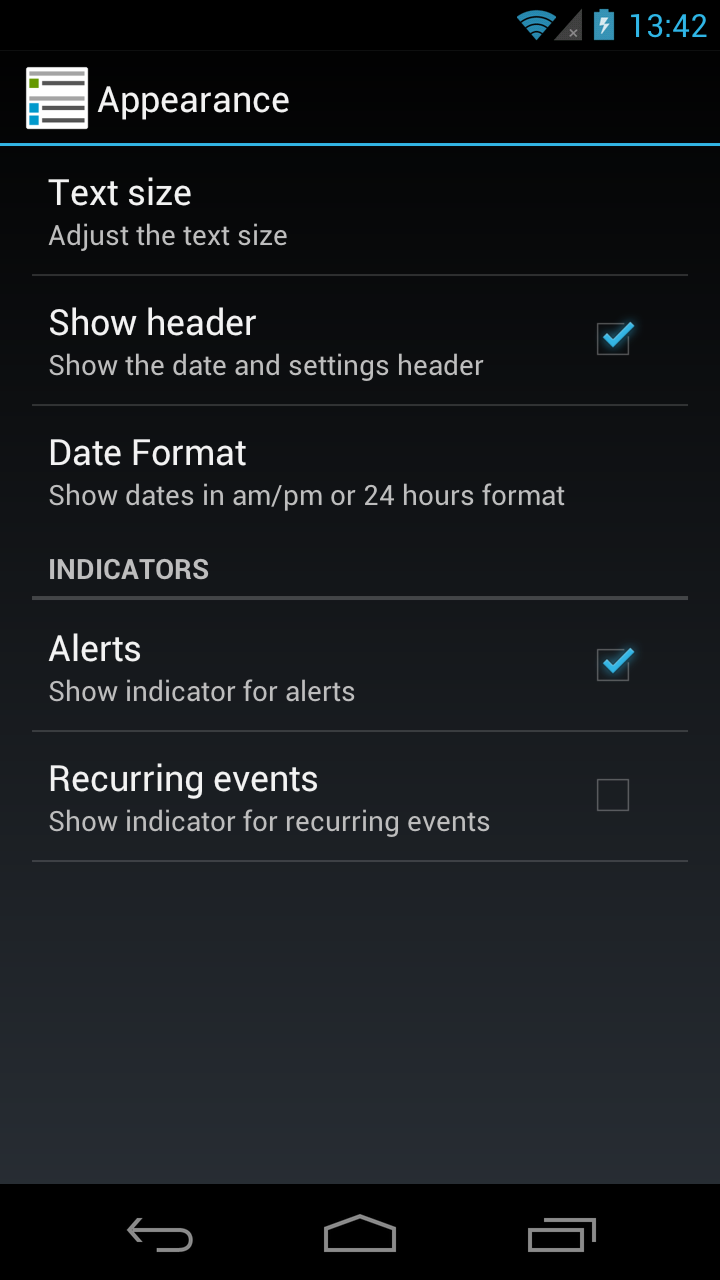 13:42
Appearance
Text size
Adjust the text size
Show header
Show the date and settings header
Date Format
Show dates in am/pm or 24 hours format
INDICATORS
Alerts
Show indicator for alerts
Recurring events
Show indicator for recurring events